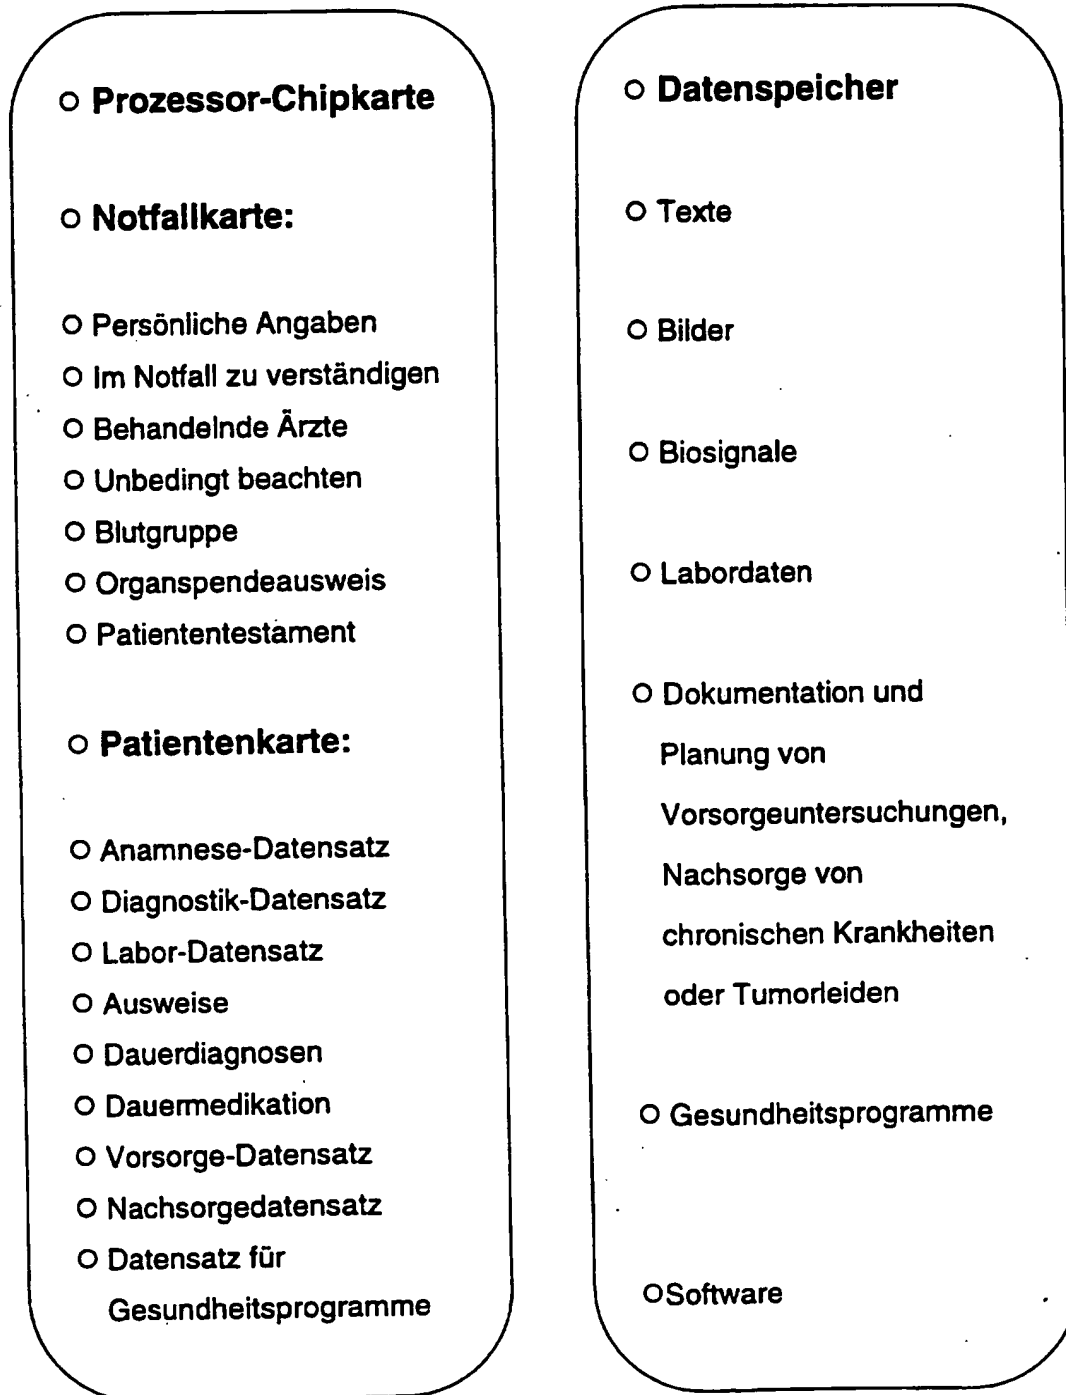 ○ Prozessor-Chipkarte
○ Notfallkarte:
○ Persönliche Angaben
○ Im Notfall zu verständigen
○ Behandelnde Ärzte
○ Unbedingt beachten
○ Blutgruppe
○ Organspendeausweis
○ Patiententestament
○ Patientenkarte:
○ Anamnese-Datensatz
○ Diagnostik-Datensatz
○ Labor-Datensatz
○ Ausweise
○ Dauerdiagnosen
○ Dauermedikation
○ Vorsorge-Datensatz
○ Nachsorgedatensatz
○ Datensatz für
Gesundheitsprogramme
○ Datenspeicher
○ Texte
○ Bilder
○ Biosignale
○ Labordaten
○ Dokumentation und
Planung von
Vorsorgeuntersuchungen,
Nachsorge von
chronischen Krankheiten
oder Tumorleiden
○ Gesundheitsprogramme
○Software